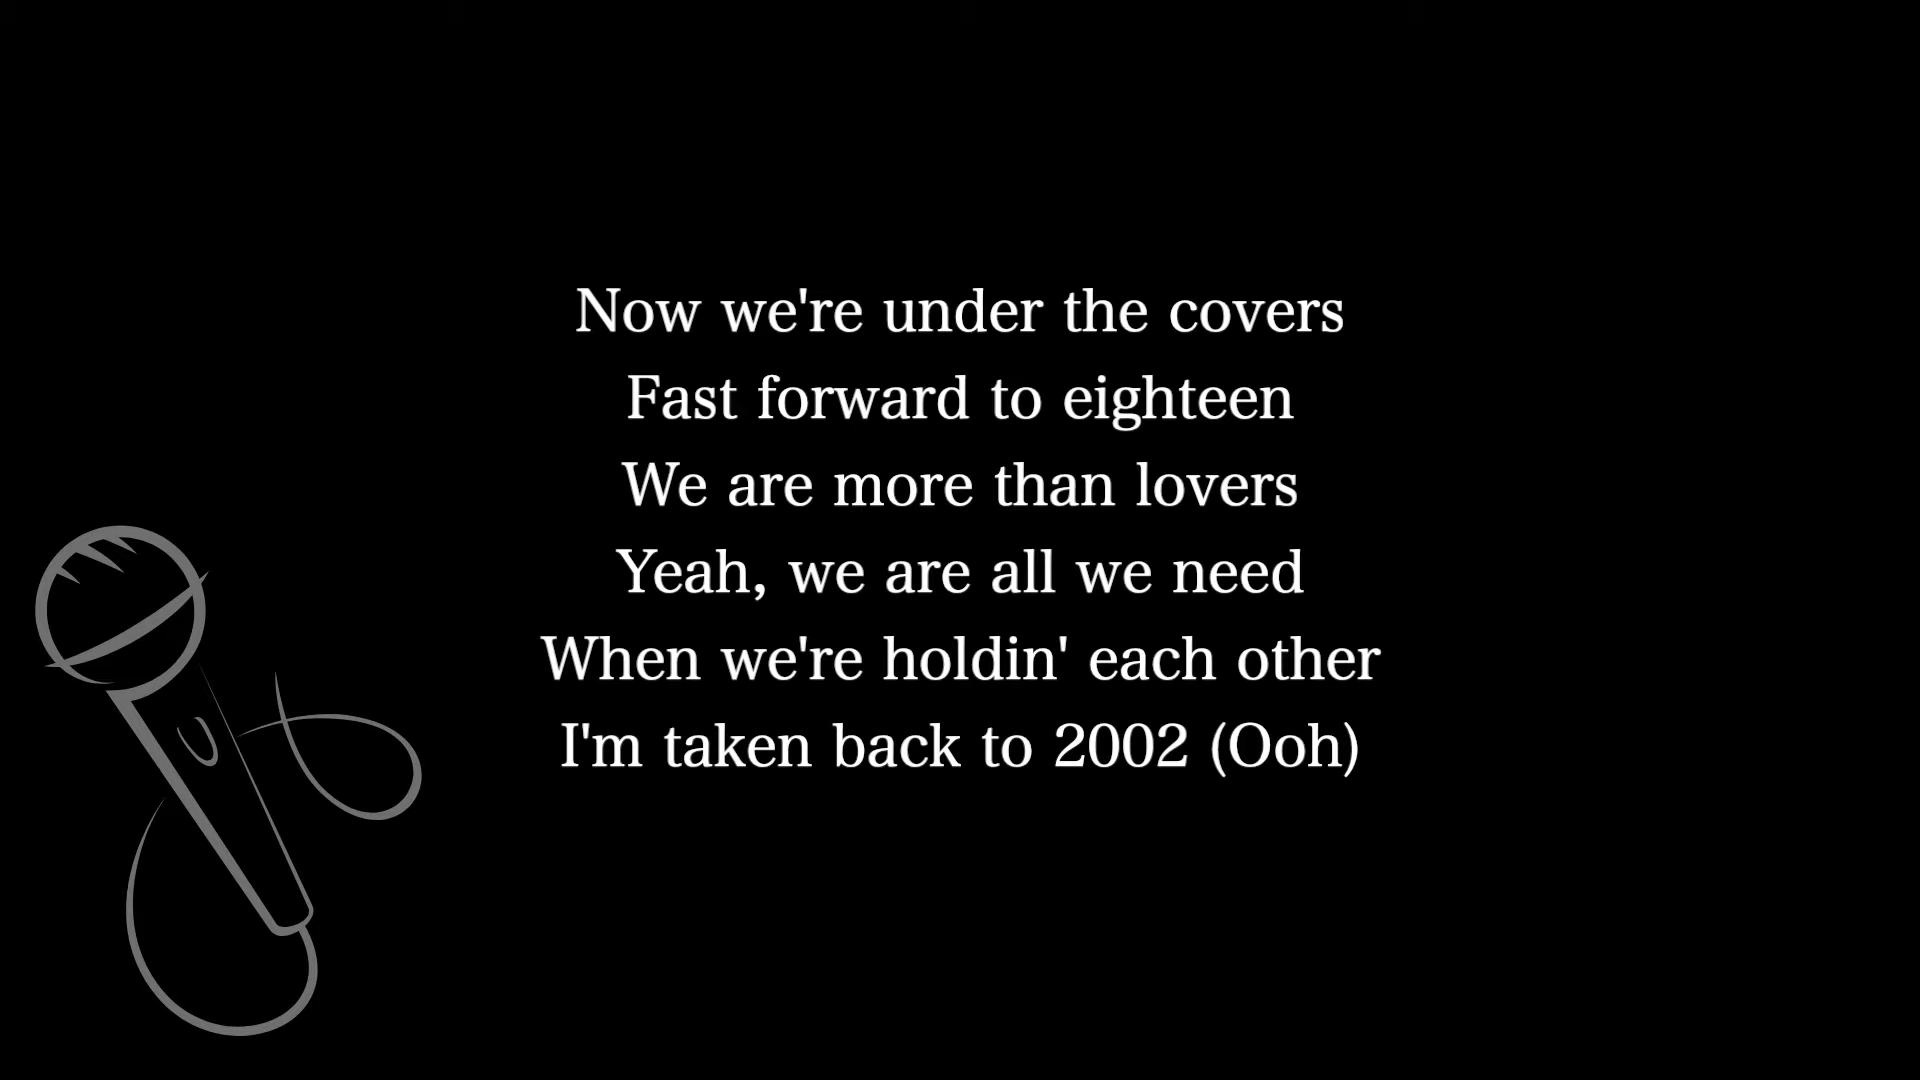 Now we're under the covers
Fast forward to eighteen
We are more than lovers
Yeah, we are all we need
When we're holdin' each other
I'm taken back to 2002 (Ooh)